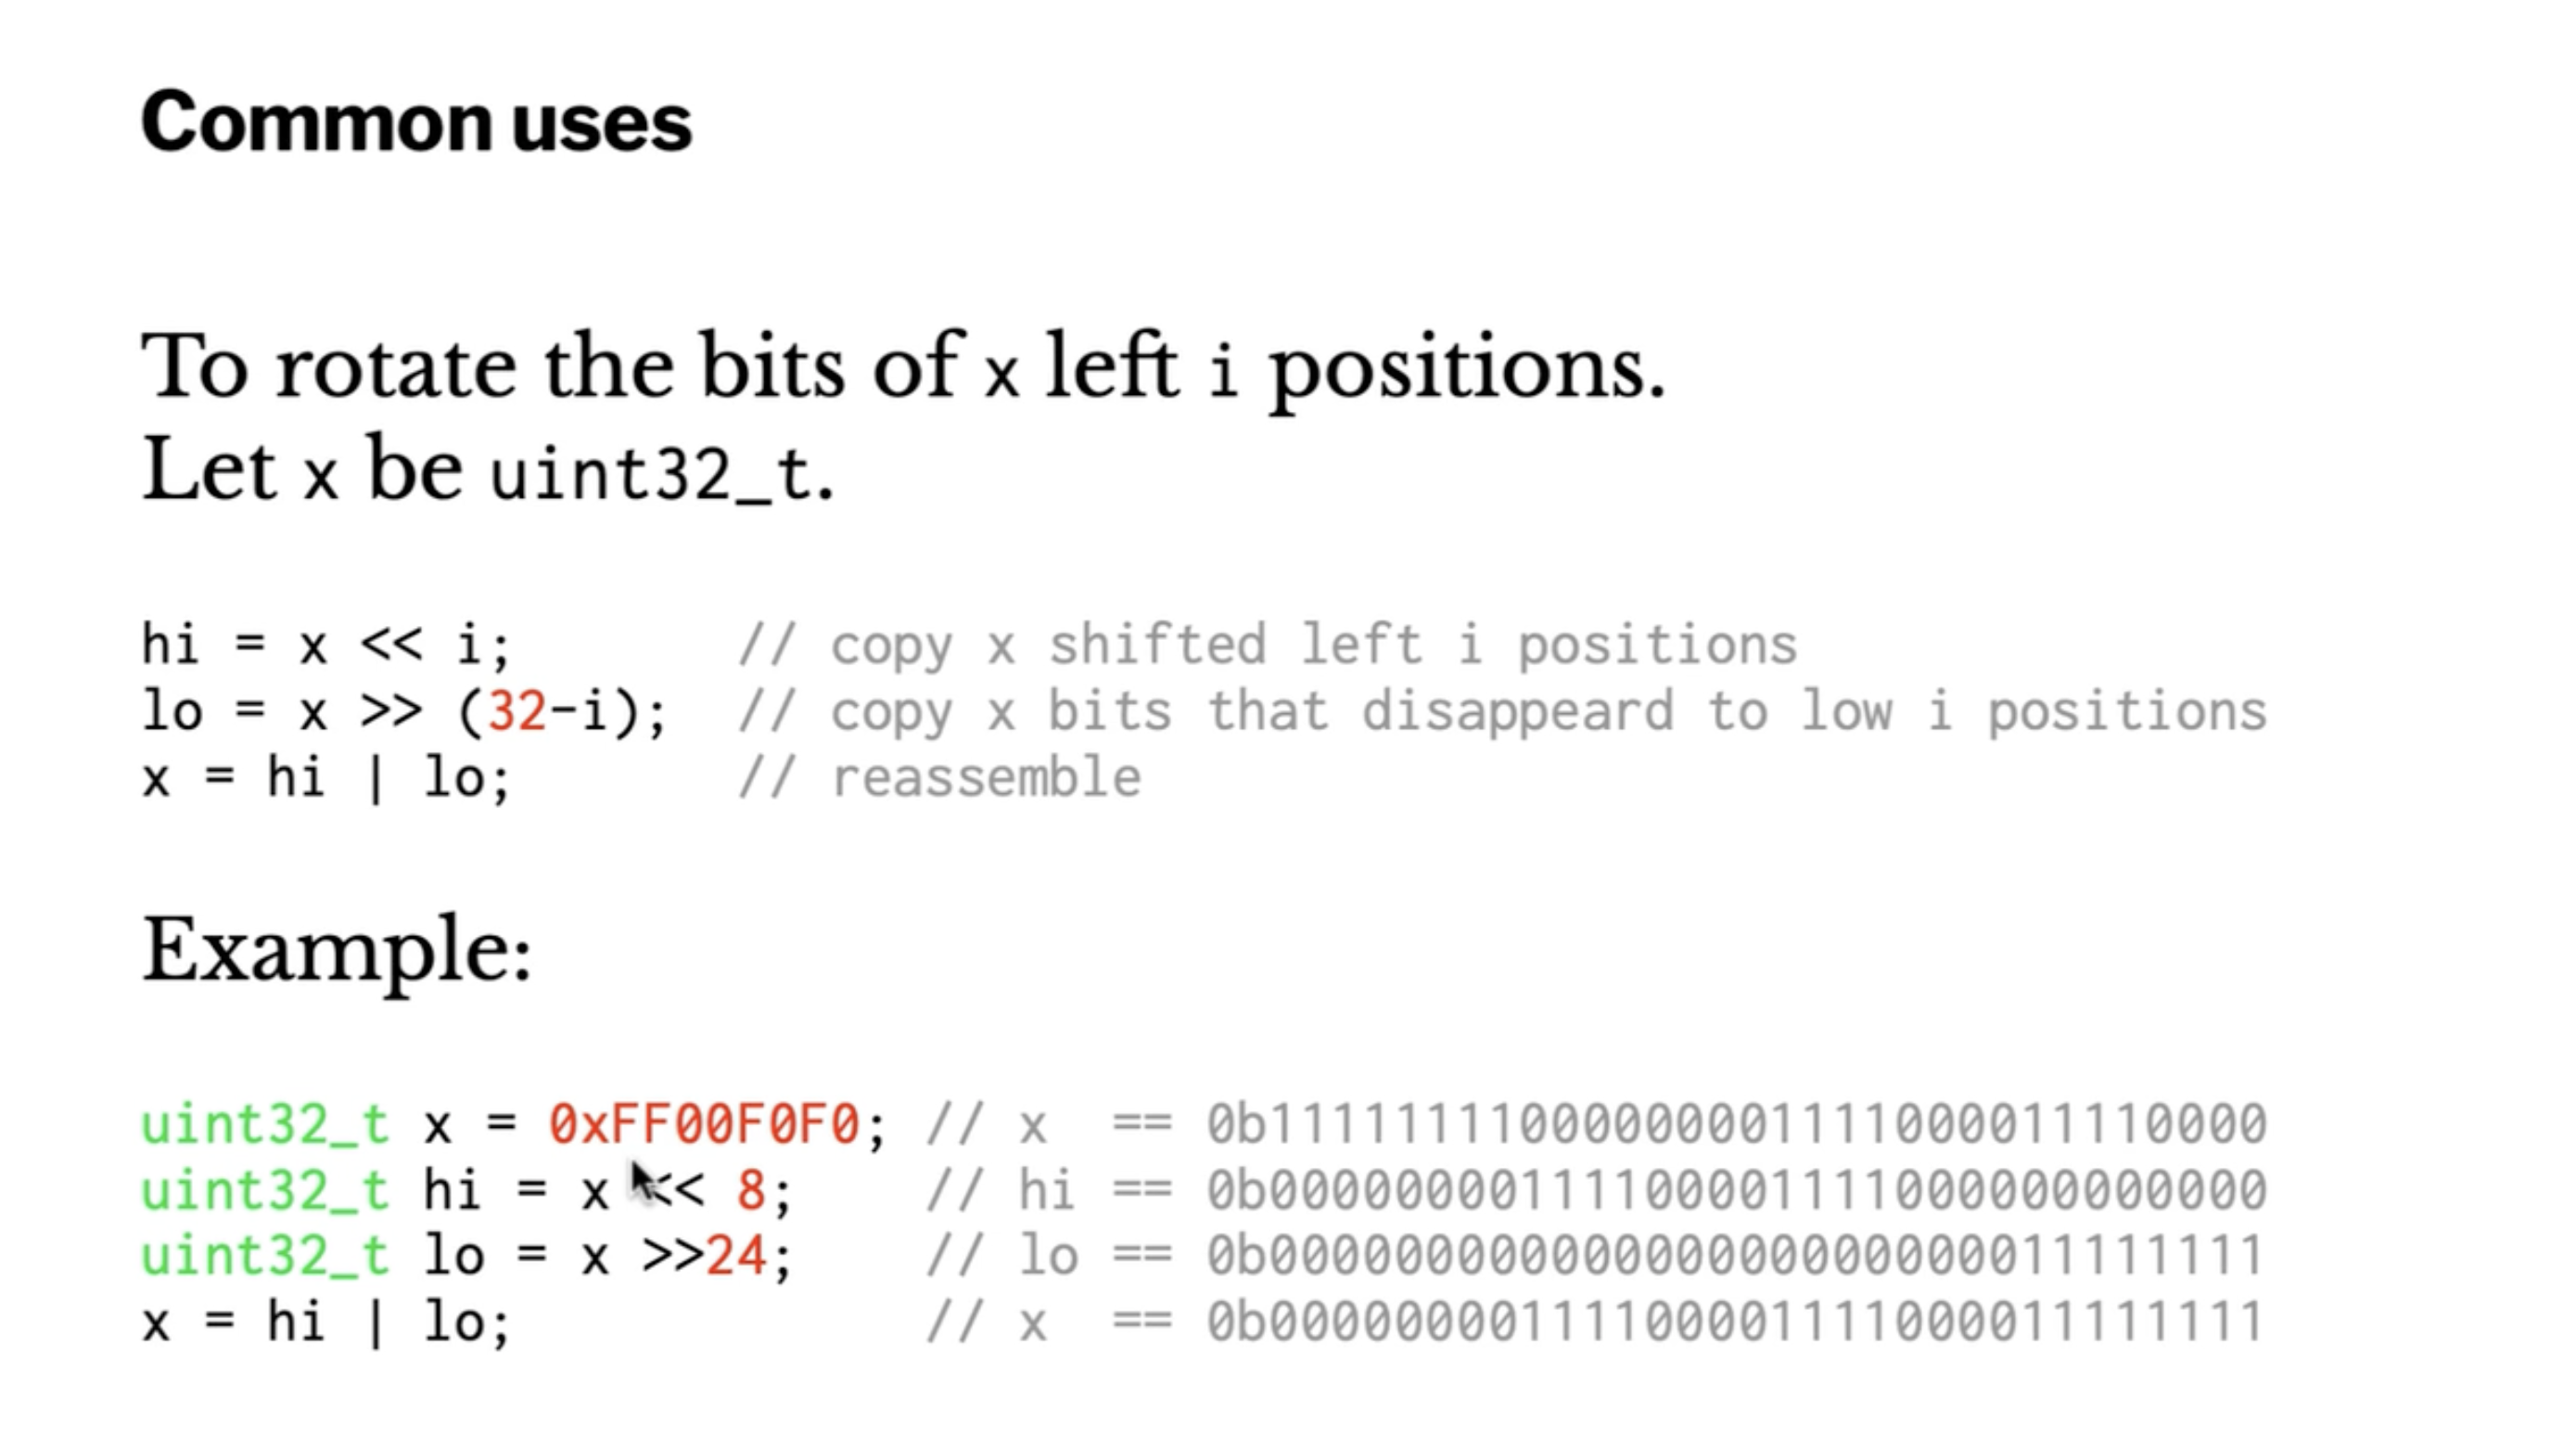 Common uses
To rotate the bits of x left i positions.
Let x be uint32_t.
hi = x << i;       // copy x shifted left i positions
lo = x >> (32-i);  // copy x bits that disappeard to low i positions
x = hi | lo;       // reassemble
Example:
uint32_t x = 0xFF00F0F0; // x  == 0b11111111000000001111000011110000
uint32_t hi = x << 8;    // hi == 0b00000000111100001111000000000000
uint32_t lo = x >>24;    // lo == 0b00000000000000000000000011111111
x = hi | lo;             // x  == 0b00000000111100001111000011111111